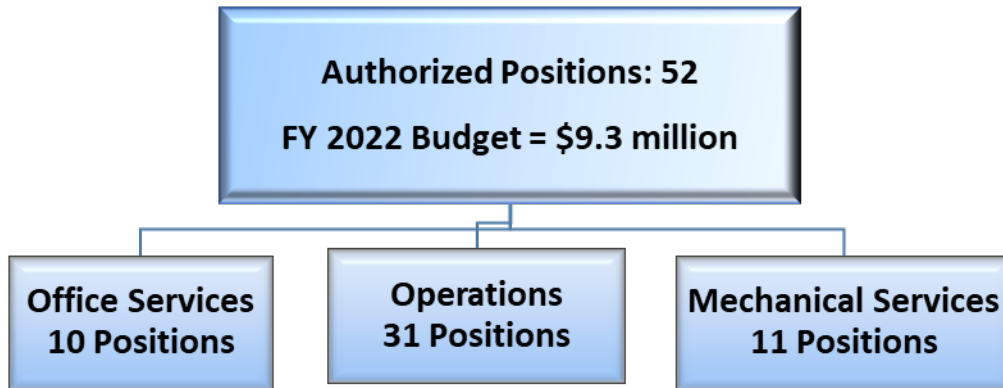 Authorized Positions: 52
FY 2022 Budget = $9.3 million
Office Services
10 Positions
Operations
31 Positions
Mechanical Services
11 Positions